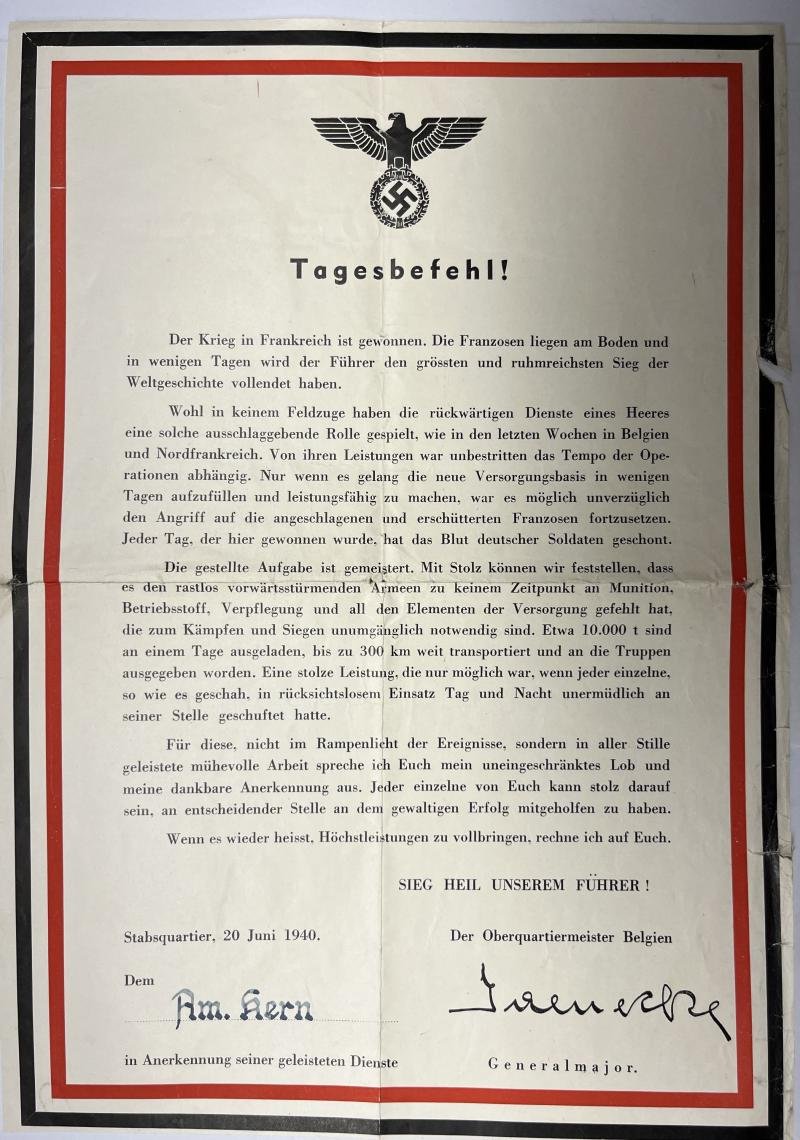 Tagesbefehl!
Der Krieg in Frankreich ist gewonnen. Die Franzosen liegen am Boden und
in wenigen Tagen wird der Führer den grössten und ruhmreichsten Sieg der
Weltgeschichte vollendet haben.
Wohl in keinem Feldzuge haben die rückwärtigen Dienste eines Heeres
eine solche ausschlaggebende Rolle gespielt, wie in den letzten Wochen in Belgien
und Nordfrankreich. Von ihren Leistungen war unbestritten das Tempo der Ope-
rationen abhängig. Nur wenn es gelang die neue Versorgungsbasis in wenigen
Tagen aufzufüllen und leistungsfähig zu machen, war es möglich unverzüglich
den Angriff auf die angeschlagenen und erschütterten Franzosen fortzusetzen.
Jeder Tag, der hier gewonnen wurde, hat das Blut deutscher Soldaten geschont.
Die gestellte Aufgabe ist gemeistert. Mit Stolz können wir feststellen, dass
es den rastlos vorwärtsstürmenden Armeen zu keinem Zeitpunkt an Munition,
Betriebsstoff, Verpflegung und all den Elementen der Versorgung gefehlt hat,
die zum Kämpfen und Siegen unumgänglich notwendig sind. Etwa 10.000 t sind
an einem Tage ausgeladen, bis zu 300 km weit transportiert und an die Truppen
ausgegeben worden. Eine stolze Leistung, die nur möglich war, wenn jeder einzelne,
so wie es geschah, in rücksichtslosem Einsatz Tag und Nacht unermüdlich an
seiner Stelle geschuftet hatte.
Für diese, nicht im Rampenlicht der Ereignisse, sondern in aller Stille
geleistete mühevolle Arbeit spreche ich Euch mein uneingeschränktes Lob und
meine dankbare Anerkennung aus. Jeder einzelne von Euch kann stolz darauf
sein, an entscheidender Stelle an dem gewaltigen Erfolg mitgeholfen zu haben.
Wenn es wieder heisst, Höchstleistungen zu vollbringen, rechne ich auf Euch.
SIEG HEIL UNSEREM FÜHRER !
Stabsquartier, 20 Juni 1940.
Der Oberquartiermeister Belgien
Dem
Am. Kern
Jaenecke
in Anerkennung seiner geleisteten Dienste
Generalmajor.